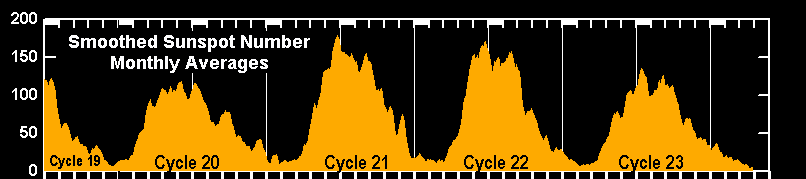 200
Smoothed Sunspot Number
150
Monthly Averages
100
50
0
Cycle 19
Cycle 20
Cycle 21
Cycle 22
Cycle 23